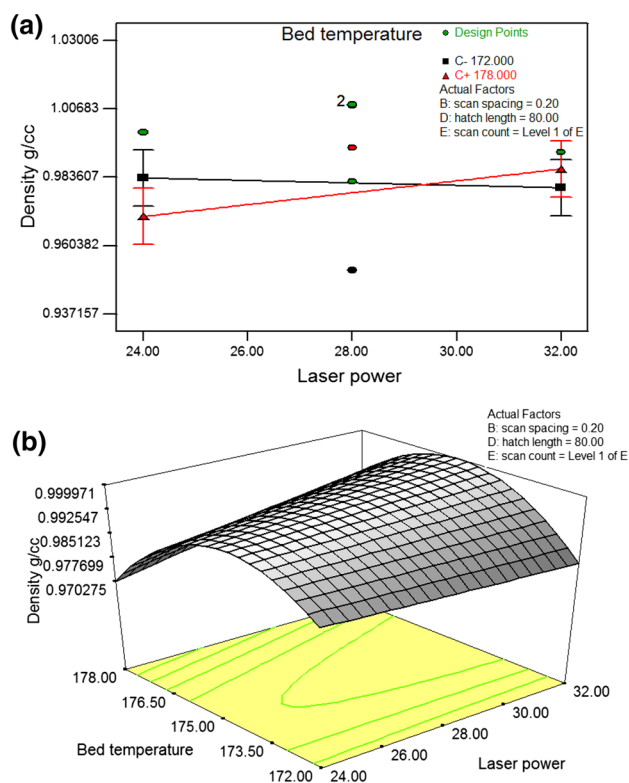 (a)
Bed temperature
Design Points
C- 172.000
C+ 178.000
Actual Factors
B: scan spacing = 0.20
D: hatch length = 80.00
E: scan count = Level 1 of E
1.03006
1.00683
0.983607
0.960382
0.937157
Density g/cc
2
24.00
26.00
28.00
30.00
32.00
Laser power
(b)
Actual Factors
B: scan spacing = 0.20
D: hatch length = 80.00
E: scan count = Level 1 of E
0.999971
0.992547
0.985123
0.977699
0.970275
Density g/cc
178.00
176.50
175.00
173.50
172.00
Bed temperature
24.00
26.00
28.00
30.00
32.00
Laser power